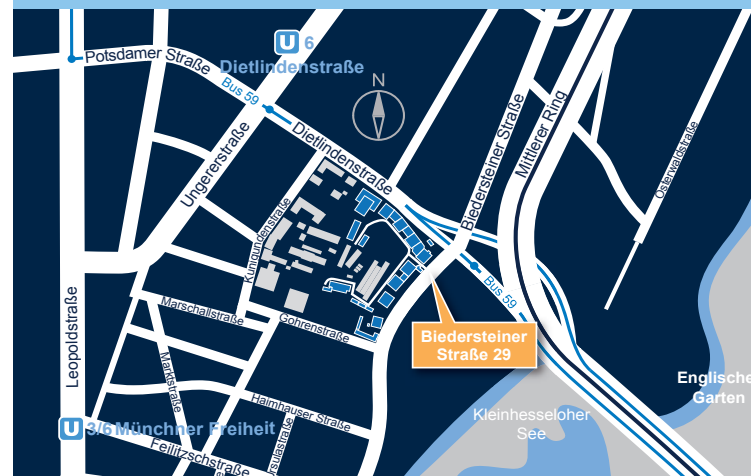 U 6
Dietlindenstraße
Potsdamer Straße
Bus 59
N
Dietlindenstraße
Ungererstraße
Biedersteiner Straße
Mittlerer Ring
Osterwaldstraße
Kunigundenstraße
Leopoldstraße
Marschallstraße
Gohrenstraße
Bus 59
Biedersteiner
Straße 29
Marktstraße
Haimhauser Straße
Englische
Garten
Kleinhesseloher
See
U 3/6 Münchner Freiheit
Feilitzschstraße